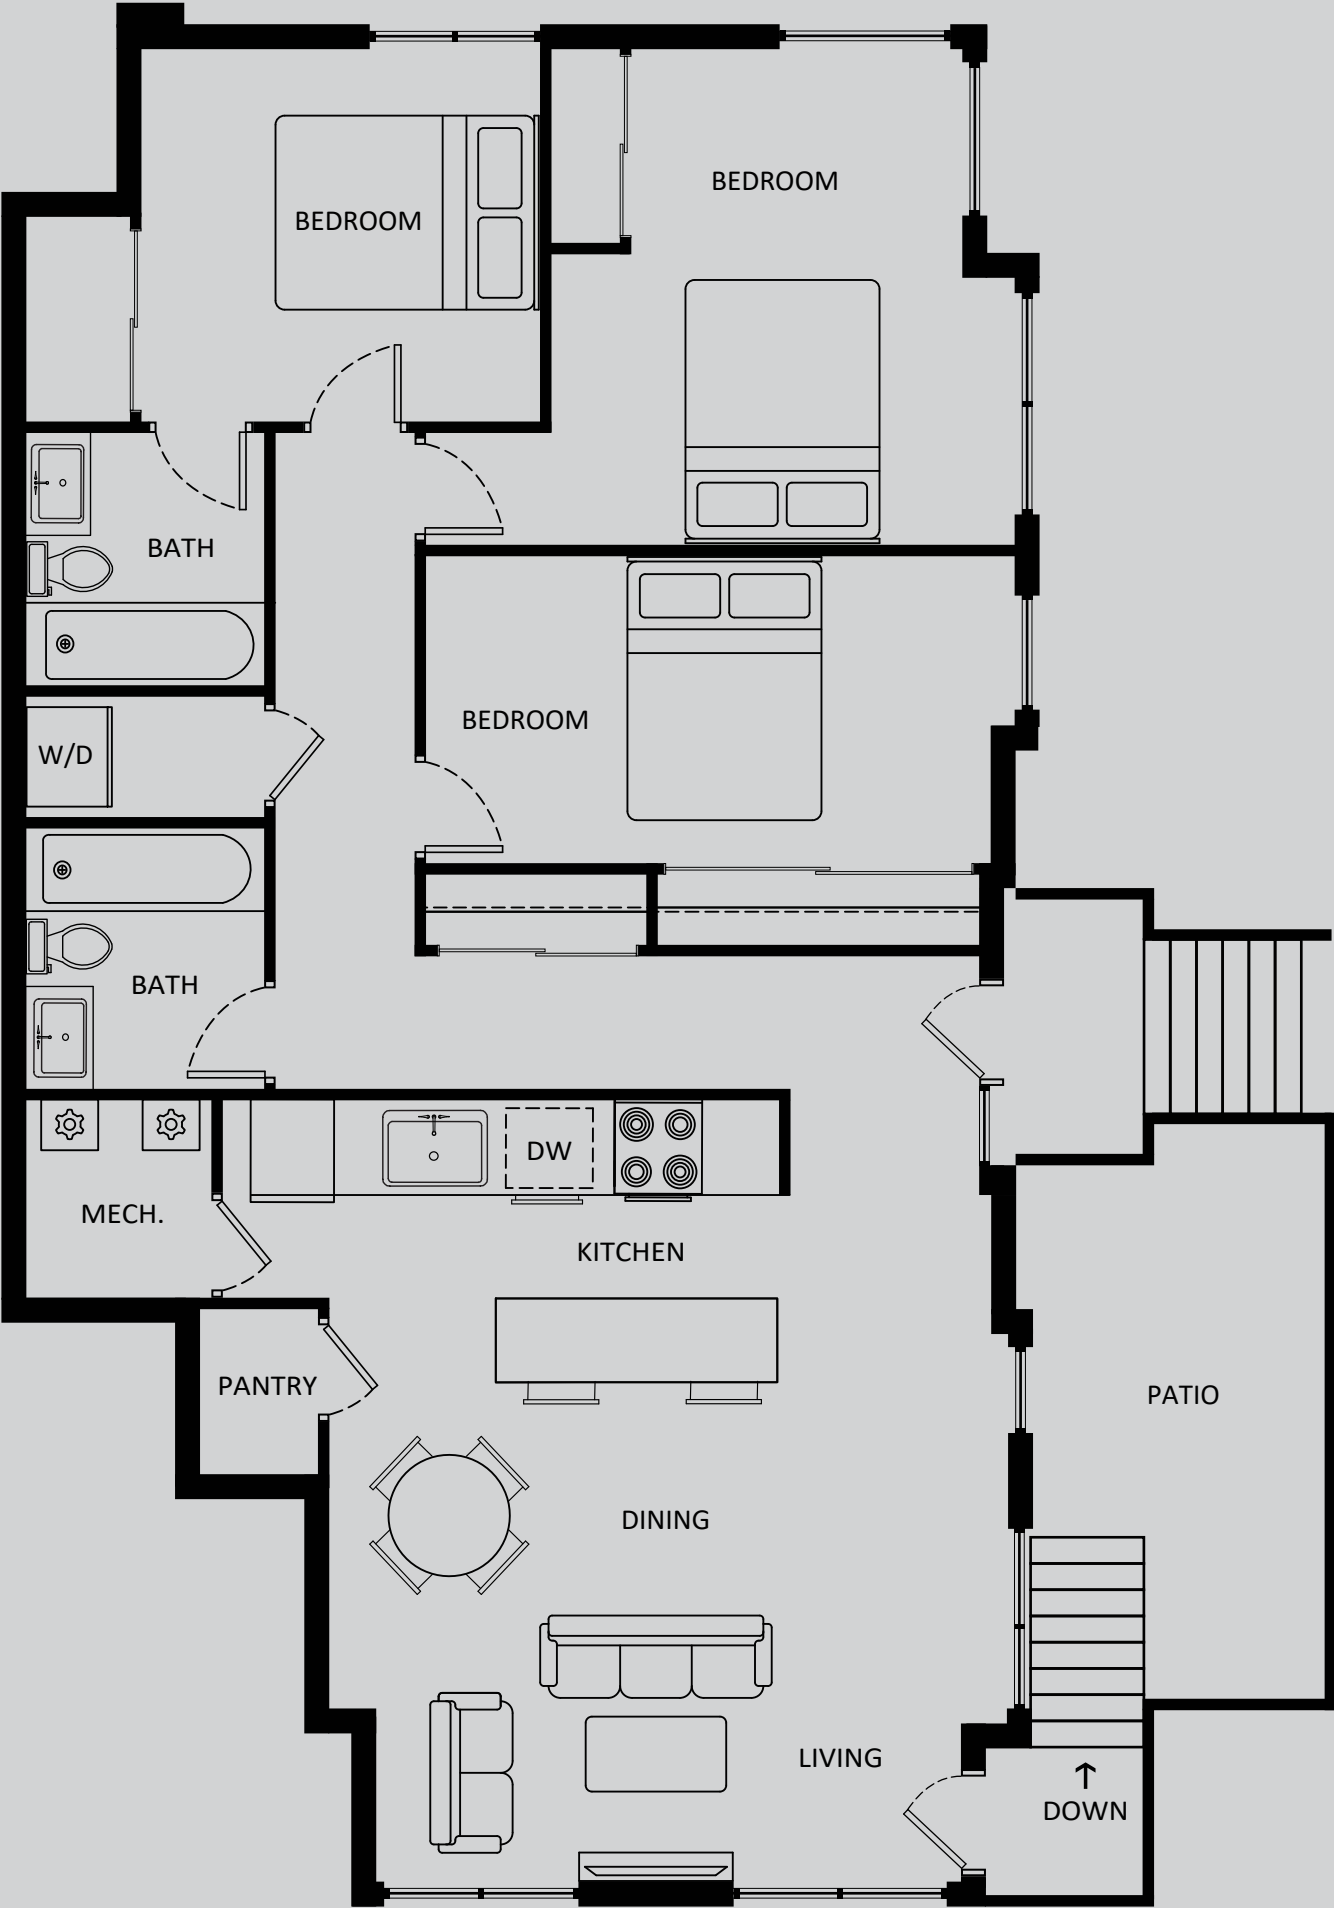 BEDROOM
BEDROOM
BATH
BEDROOM
W/D
BATH
DW
MECH.
KITCHEN
PANTRY
PATIO
DINING
LIVING
↑
DOWN